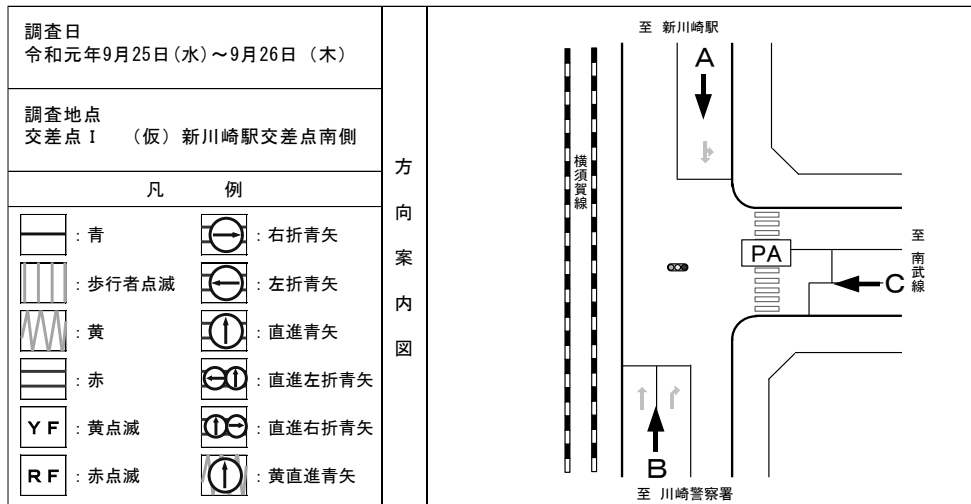 調査日
令和元年9月25日(水)～9月26日（木）
調査地点
交差点Ｉ　（仮）新川崎駅交差点南側
凡　例
：青
：右折青矢
：歩行者点滅
：左折青矢
：黄
：直進青矢
：赤
：直進左折青矢
ＹＦ：黄点滅
：直進右折青矢
ＲＦ：赤点滅
：黄直進青矢
方向案内図
至 新川崎駅
A
横須賀線
PA
至 南武線
C
B
至 川崎警察署